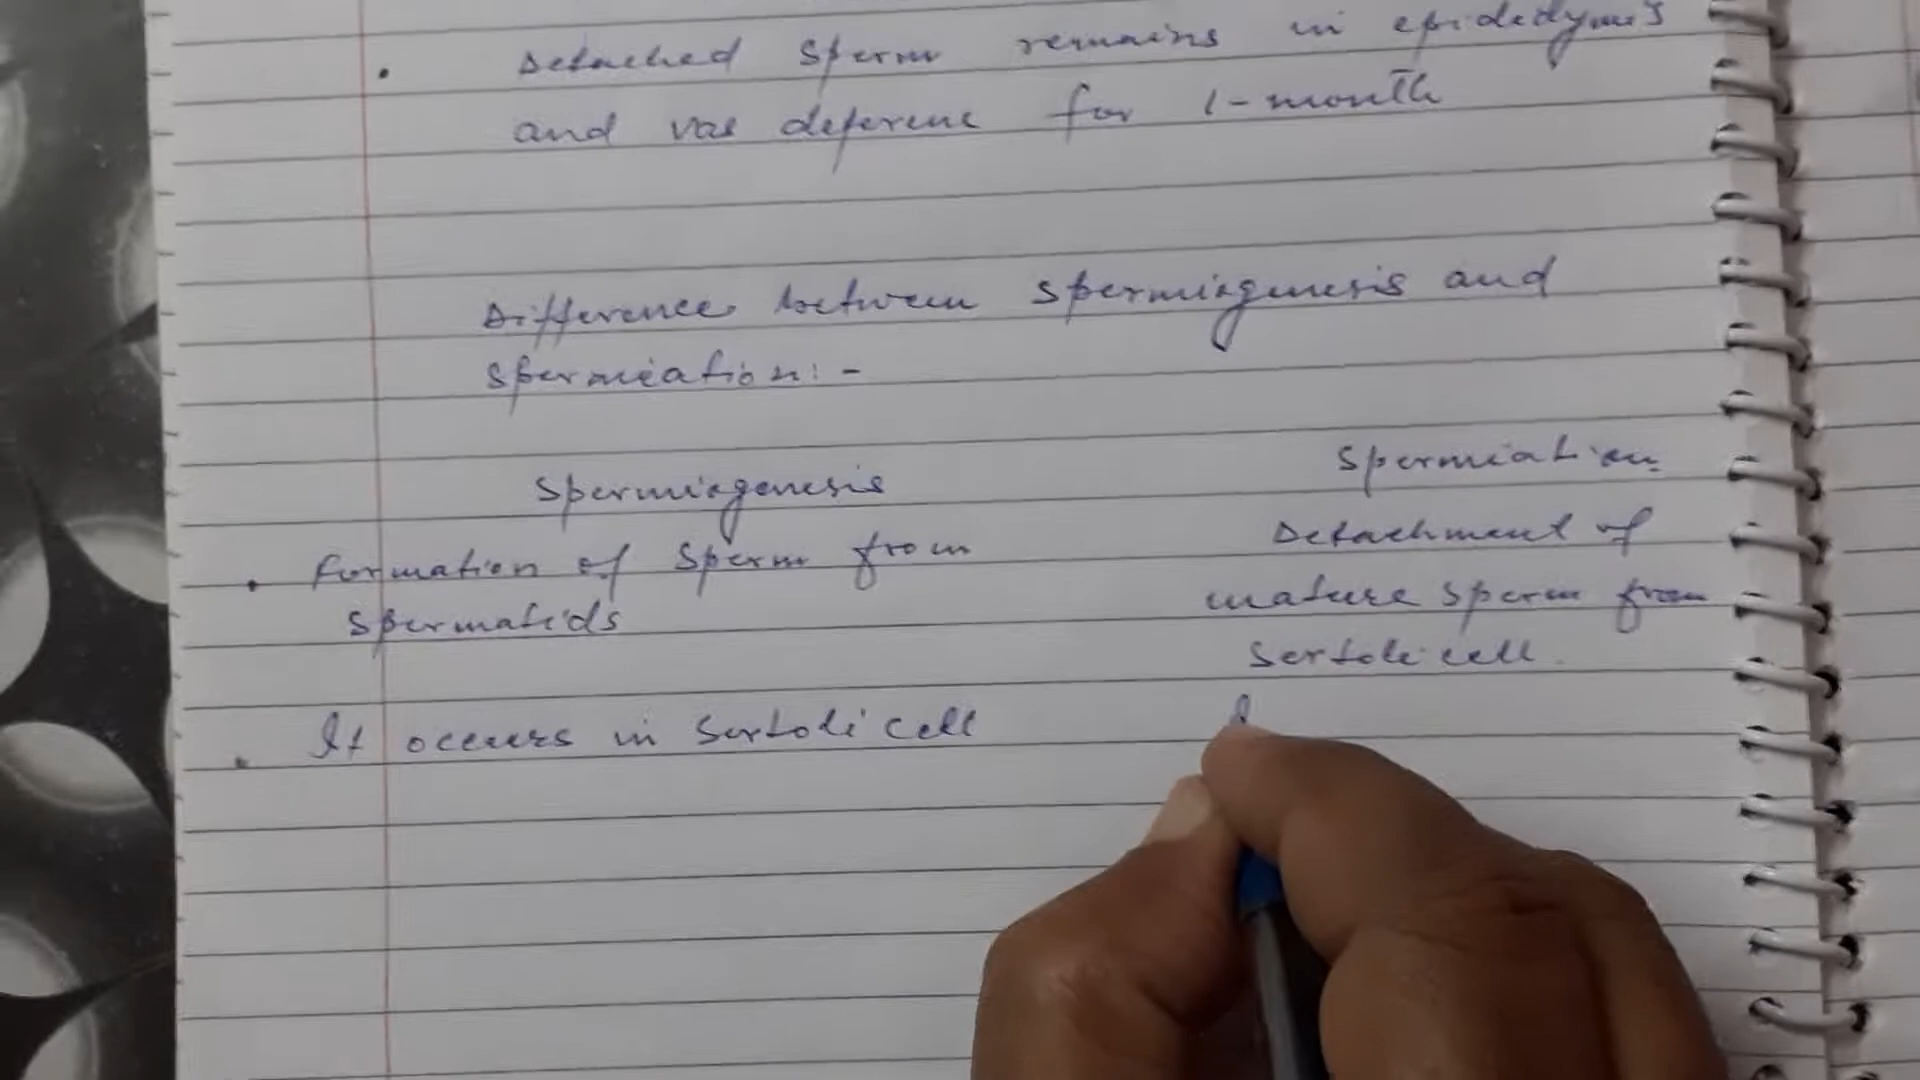 • Detached sperm remains in epididymis
and vas deferens for 1-month
Differences between spermiogenesis and
spermiation: -
Spermiogenesis
Spermiation
• Formation of sperm from
spermatids
Detachment of
mature sperm from
sertoli cell.
• It occurs in Sertoli cell